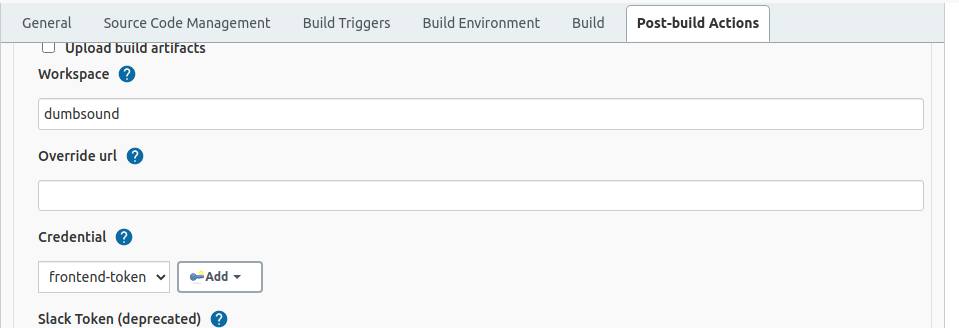 General Source Code Management Build Triggers Build Environment Build Post-build Actions
Upload build artifacts
Workspace ?
dumbsound
Override url ?
Credential ?
frontend-token Add
Slack Token (deprecated) ?